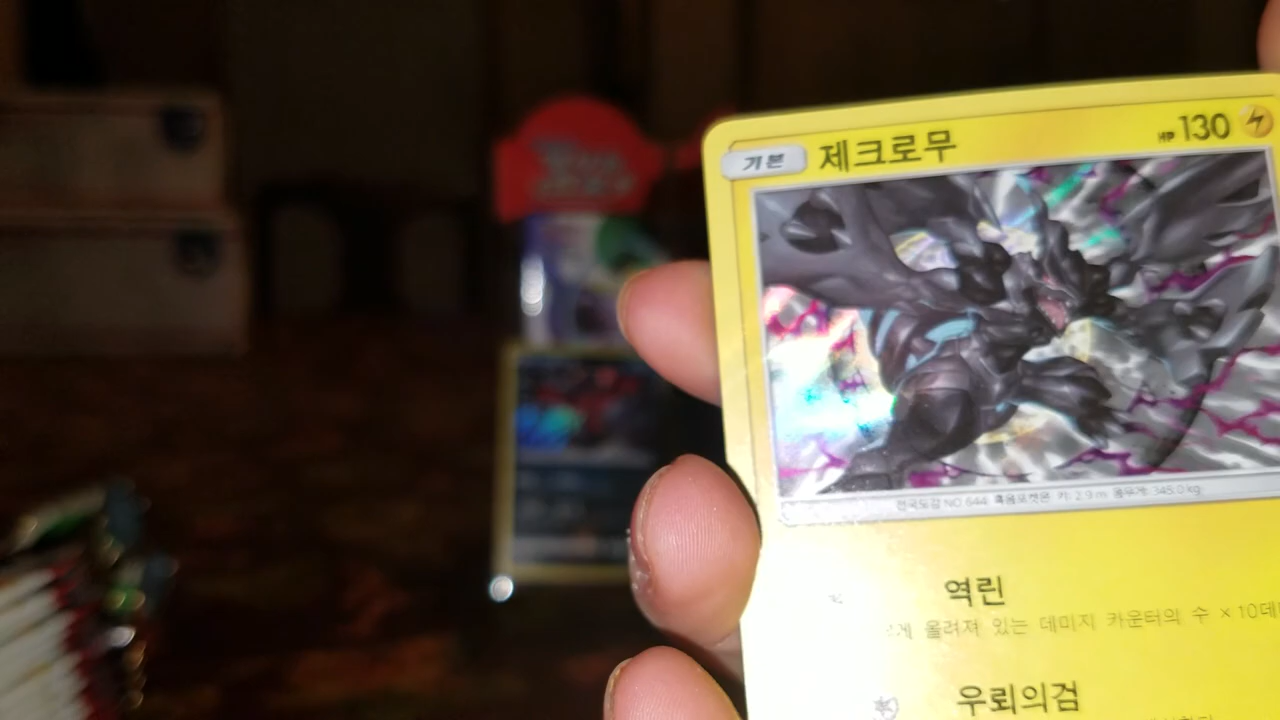 기본 제크로무 HP 130
전국도감 NO.644 흑음포켓몬 키: 2.9m 몸무게: 345.0kg
역린
게 올려져 있는 데미지 카운터의 수 ×10데
우뢰의검